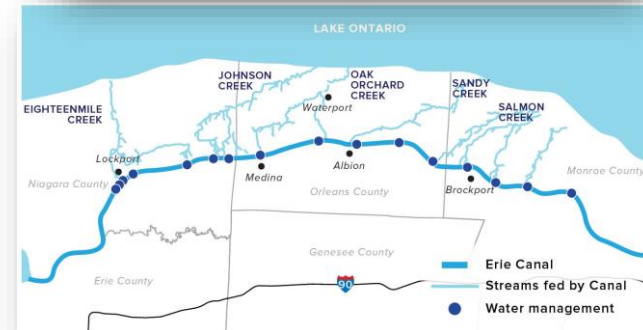 LAKE ONTARIO
JOHNSON
CREEK
OAK
ORCHARD
CREEK
SANDY
CREEK
EIGHTEENMILE
CREEK
Waterport
SALMON
CREEK
Lockport
Albion
Medina
Monroe County
Niagara County
Orleans County
Brockport
Genesee County
Erie County
90
Erie Canal
Streams fed by Canal
Water management